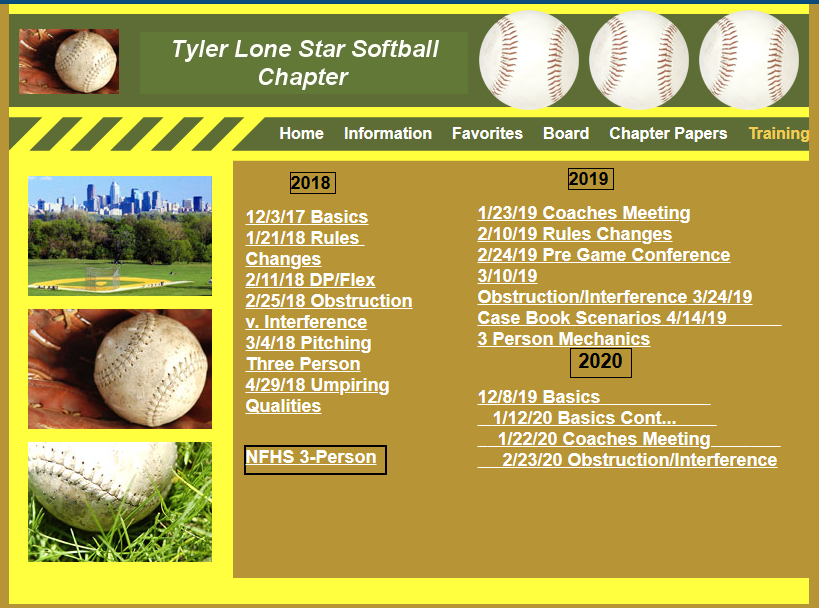 Tyler Lone Star Softball
Chapter
Home Information Favorites Board Chapter Papers Training
2018
12/3/17 Basics
1/21/18 Rules
Changes
2/11/18 DP/Flex
2/25/18 Obstruction
v. Interference
3/4/18 Pitching
Three Person
4/29/18 Umpiring
Qualities
NFHS 3-Person
2019
1/23/19 Coaches Meeting
2/10/19 Rules Changes
2/24/19 Pre Game Conference
3/10/19
Obstruction/Interference 3/24/19
Case Book Scenarios 4/14/19
3 Person Mechanics
2020
12/8/19 Basics
1/12/20 Basics Cont...
1/22/20 Coaches Meeting
2/23/20 Obstruction/Interference